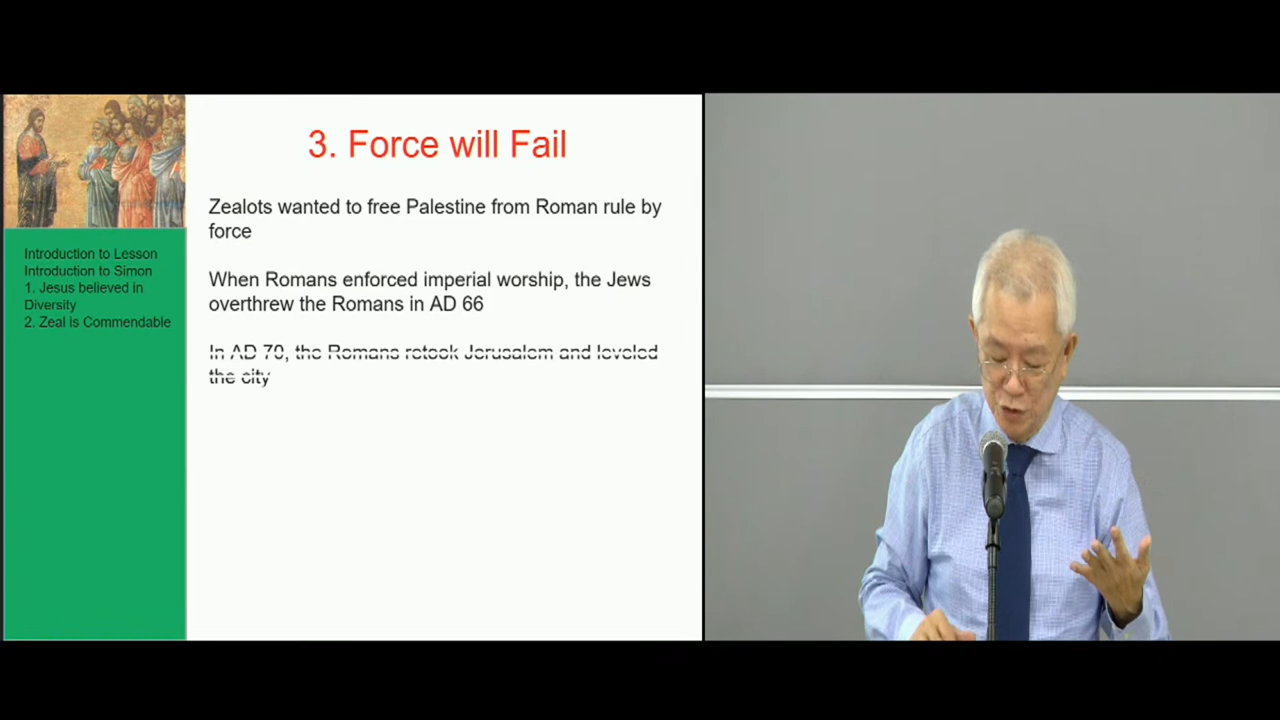 3. Force will Fail
Zealots wanted to free Palestine from Roman rule by
force
When Romans enforced imperial worship, the Jews
overthrew the Romans in AD 66
In AD 70, the Romans retook Jerusalem and leveled
the city
Introduction to Lesson
Introduction to Simon
1. Jesus believed in
Diversity
2. Zeal is Commendable